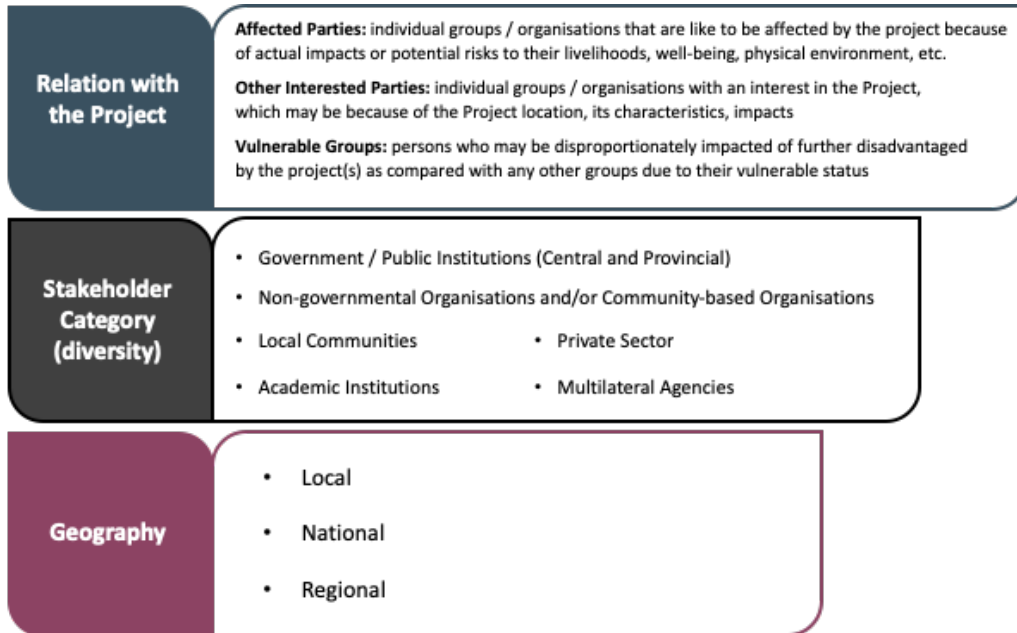 Relation with
the Project
Affected Parties: individual groups / organisations that are like to be affected by the project because
of actual impacts or potential risks to their livelihoods, well-being, physical environment, etc.
Other Interested Parties: individual groups / organisations with an interest in the Project,
which may be because of the Project location, its characteristics, impacts
Vulnerable Groups: persons who may be disproportionately impacted of further disadvantaged
by the project(s) as compared with any other groups due to their vulnerable status
Stakeholder
Category
(diversity)
• Government / Public Institutions (Central and Provincial)
• Non-governmental Organisations and/or Community-based Organisations
• Local Communities • Private Sector
• Academic Institutions • Multilateral Agencies
Geography
• Local
• National
• Regional